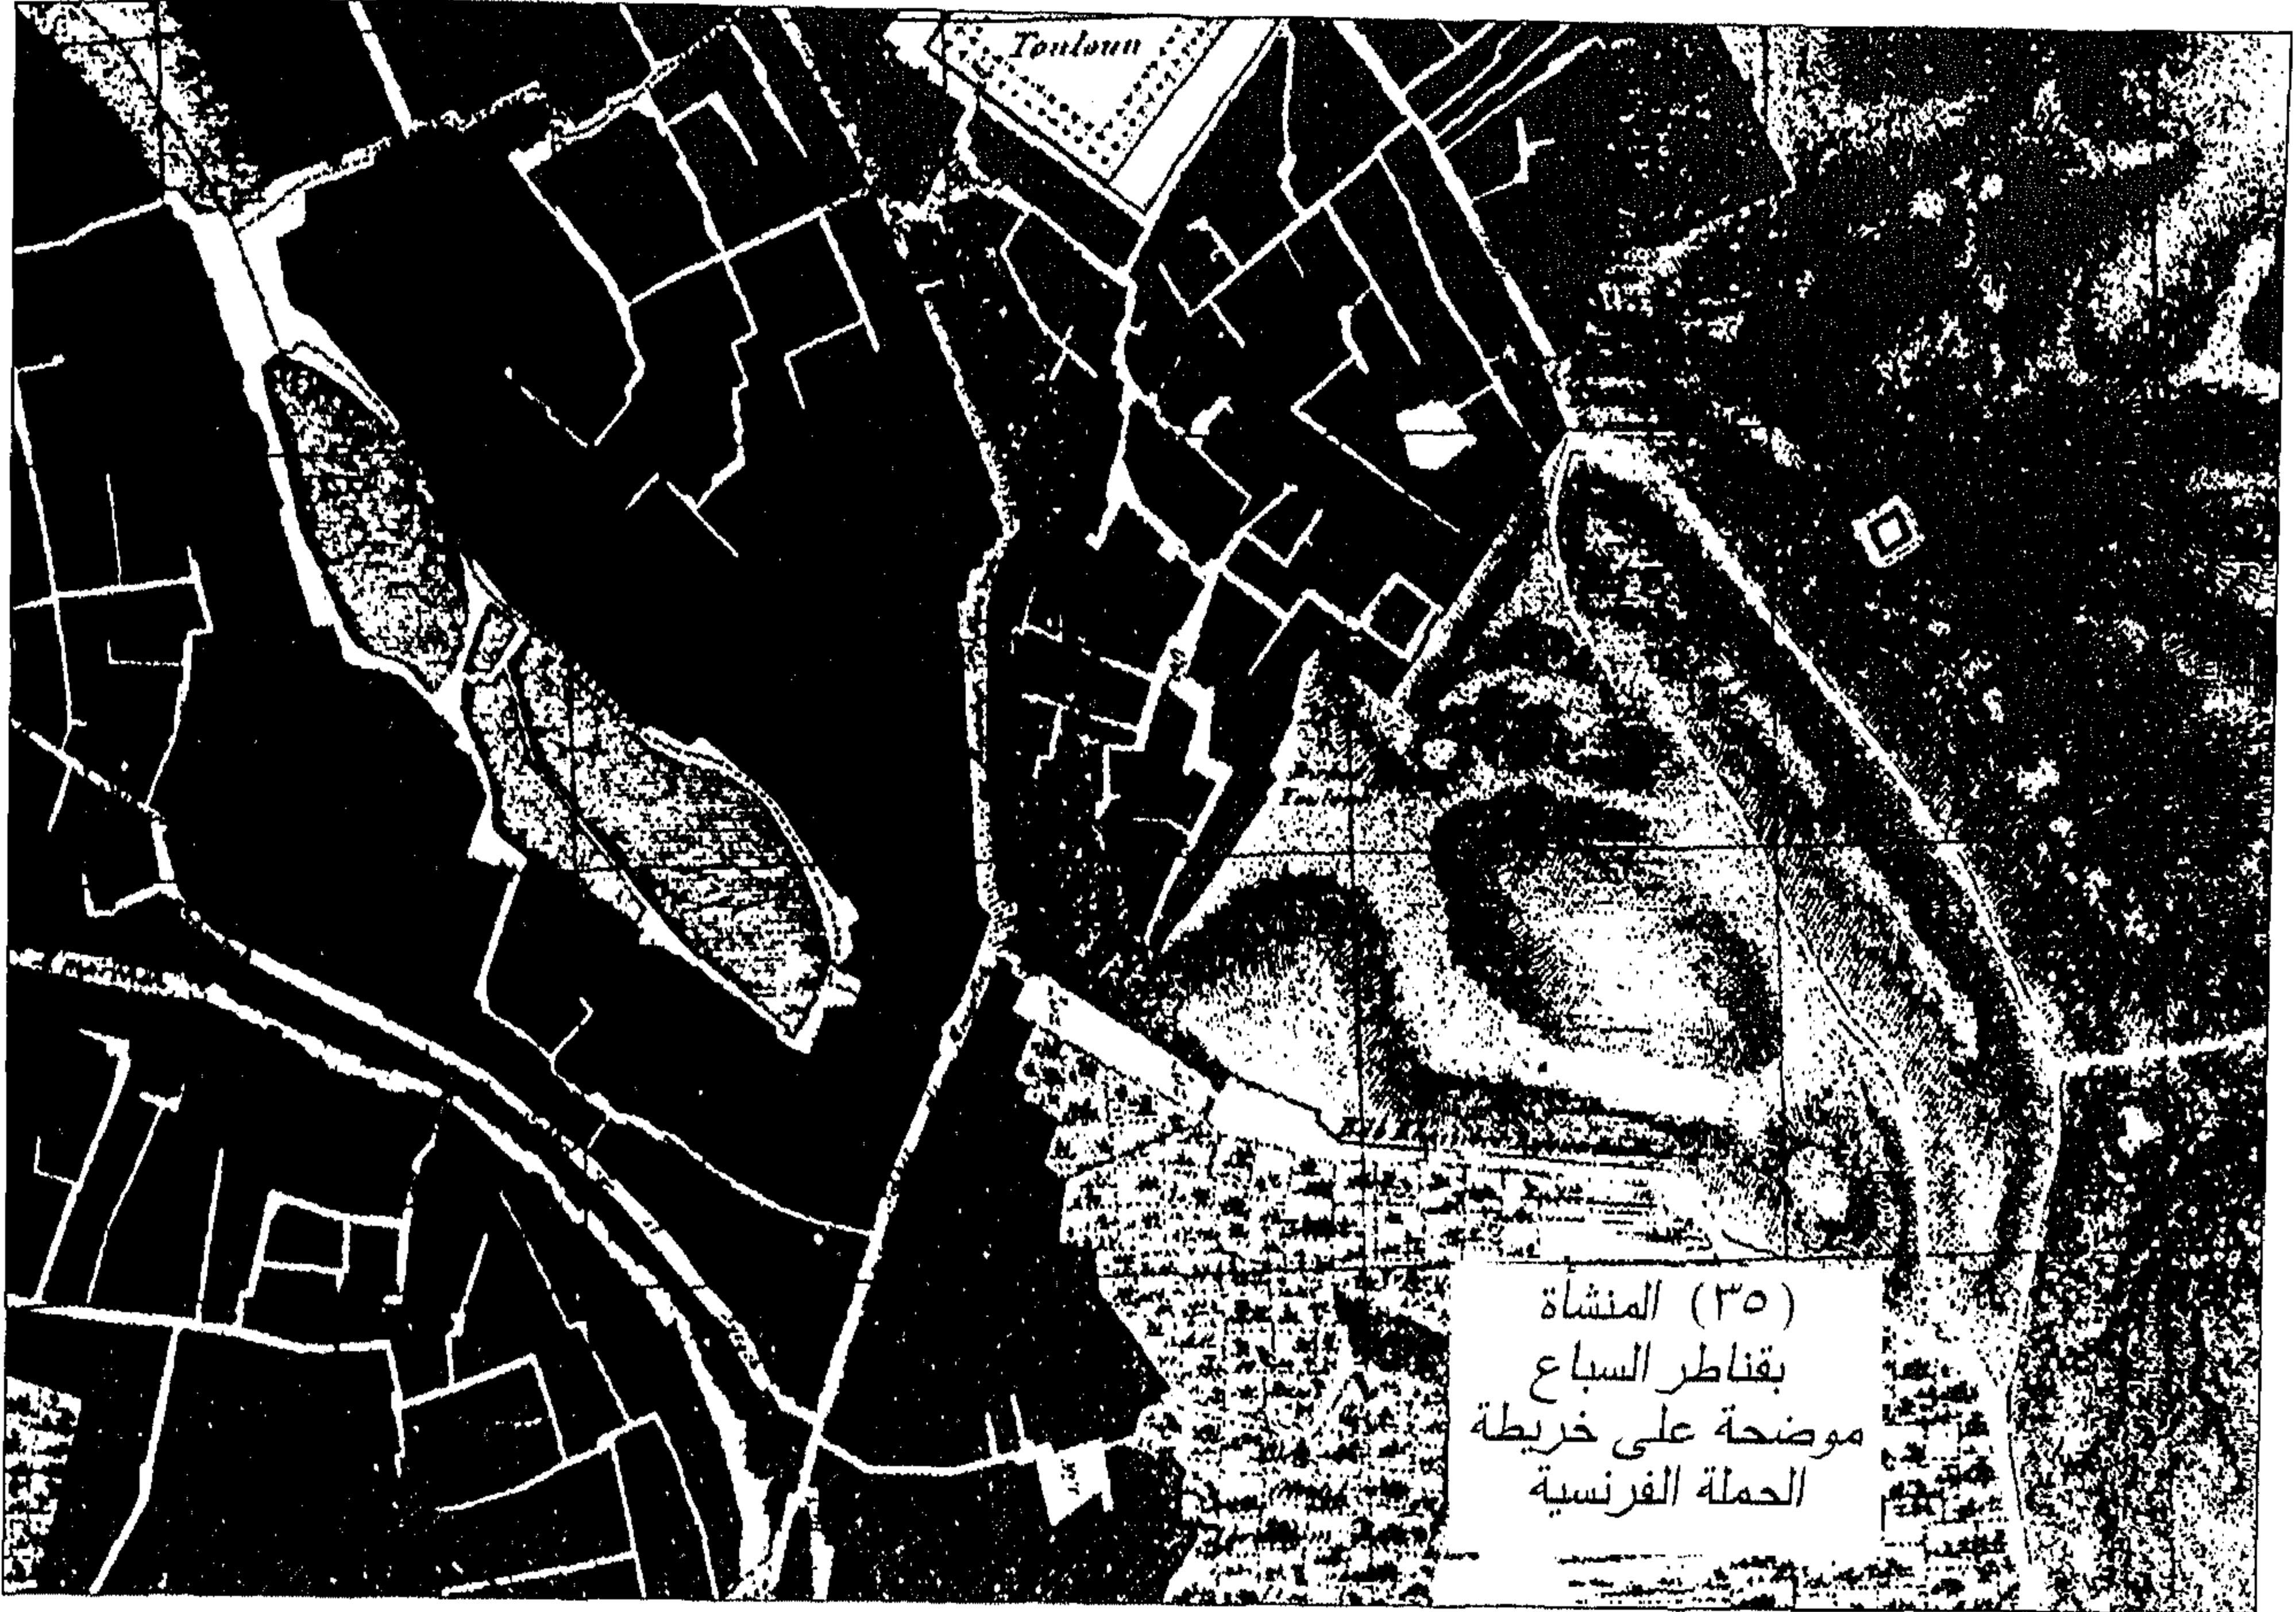 Touloun
(٣٥) المنشأة
بقناطر السباع
موضحة على خريطة
الحملة الفرنسية